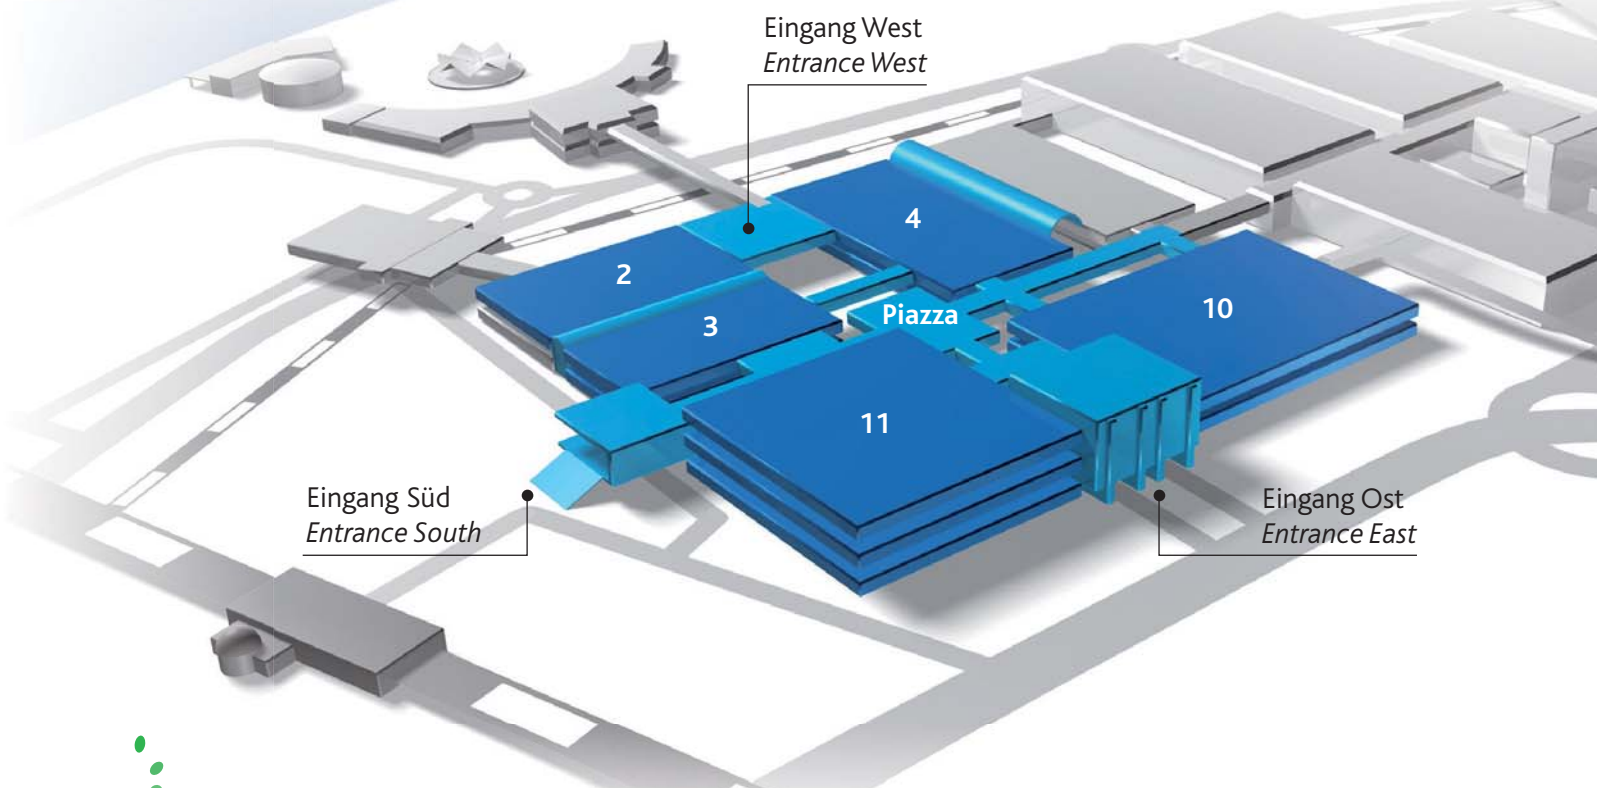 Eingang West
Entrance West
4
2
3
Piazza
10
11
Eingang Süd
Entrance South
Eingang Ost
Entrance East